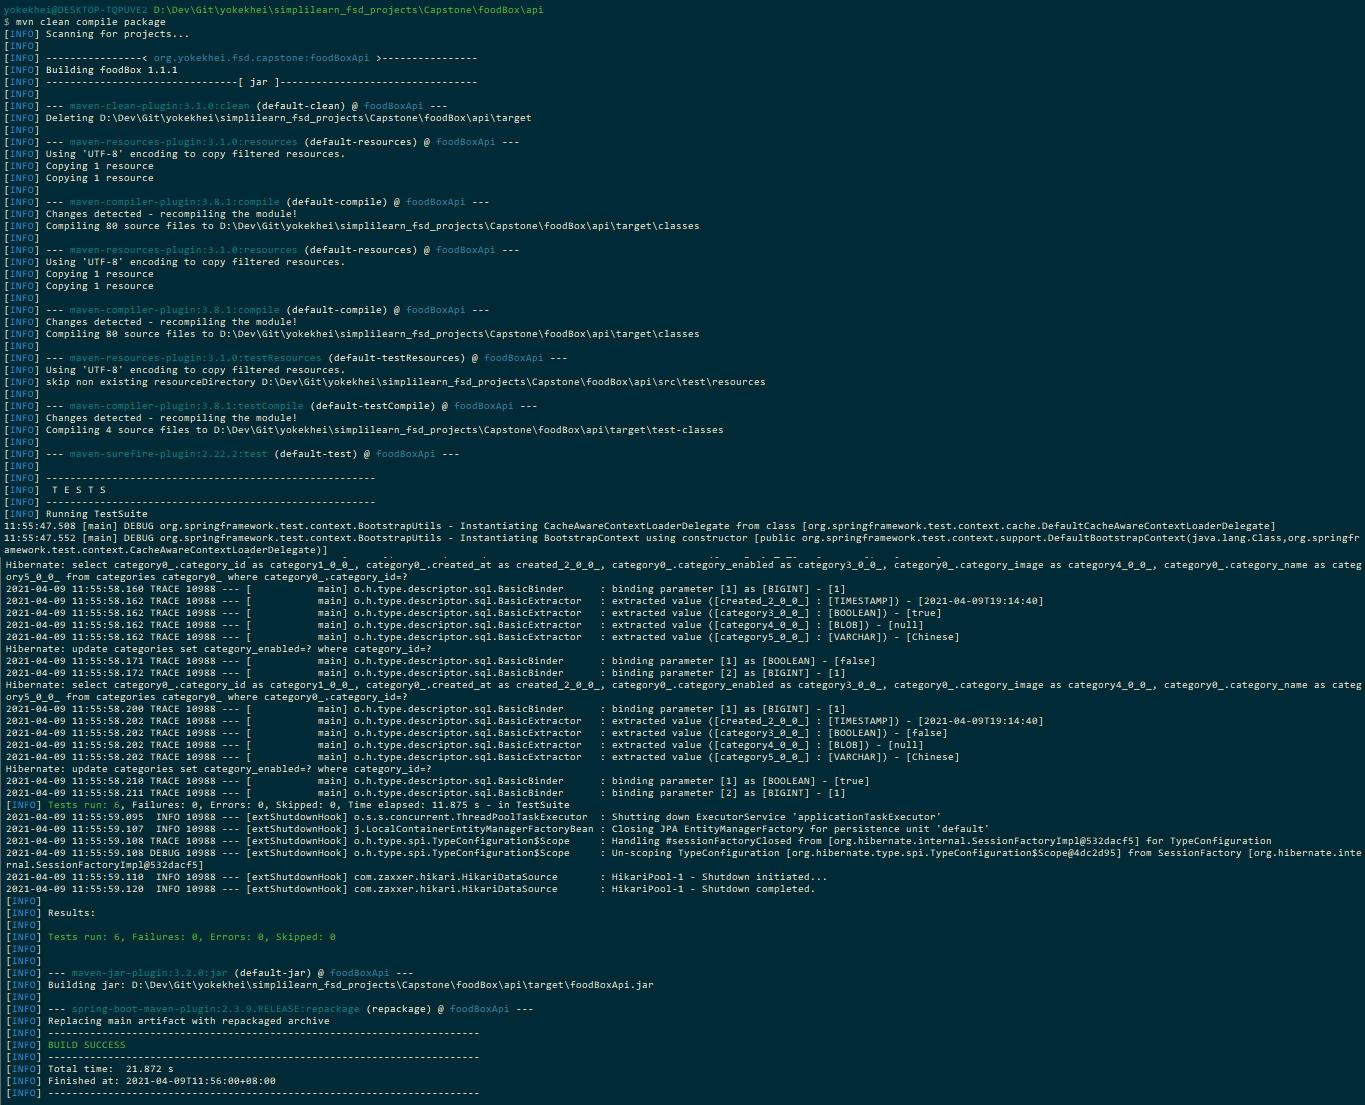 yokekhei@DESKTOP-TQPUVE2 D:\Dev\Git\yokekhei\simplilearn_fsd_projects\Capstone\foodBox\api
$ mvn clean compile package
[INFO] Scanning for projects...
[INFO]
[INFO] ----------------< org.yokekhei.fsd.capstone:foodBoxApi >----------------
[INFO] Building foodBox 1.1.1
[INFO] --------------------------------[ jar ]---------------------------------
[INFO]
[INFO] --- maven-clean-plugin:3.1.0:clean (default-clean) @ foodBoxApi ---
[INFO] Deleting D:\Dev\Git\yokekhei\simplilearn_fsd_projects\Capstone\foodBox\api\target
[INFO]
[INFO] --- maven-resources-plugin:3.1.0:resources (default-resources) @ foodBoxApi ---
[INFO] Using 'UTF-8' encoding to copy filtered resources.
[INFO] Copying 1 resource
[INFO] Copying 1 resource
[INFO]
[INFO] --- maven-compiler-plugin:3.8.1:compile (default-compile) @ foodBoxApi ---
[INFO] Changes detected - recompiling the module!
[INFO] Compiling 80 source files to D:\Dev\Git\yokekhei\simplilearn_fsd_projects\Capstone\foodBox\api\target\classes
[INFO]
[INFO] --- maven-resources-plugin:3.1.0:resources (default-resources) @ foodBoxApi ---
[INFO] Using 'UTF-8' encoding to copy filtered resources.
[INFO] Copying 1 resource
[INFO] Copying 1 resource
[INFO]
[INFO] --- maven-compiler-plugin:3.8.1:compile (default-compile) @ foodBoxApi ---
[INFO] Changes detected - recompiling the module!
[INFO] Compiling 80 source files to D:\Dev\Git\yokekhei\simplilearn_fsd_projects\Capstone\foodBox\api\target\classes
[INFO]
[INFO] --- maven-resources-plugin:3.1.0:testResources (default-testResources) @ foodBoxApi ---
[INFO] Using 'UTF-8' encoding to copy filtered resources.
[INFO] skip non existing resourceDirectory D:\Dev\Git\yokekhei\simplilearn_fsd_projects\Capstone\foodBox\api\src\test\resources
[INFO]
[INFO] --- maven-compiler-plugin:3.8.1:testCompile (default-testCompile) @ foodBoxApi ---
[INFO] Changes detected - recompiling the module!
[INFO] Compiling 4 source files to D:\Dev\Git\yokekhei\simplilearn_fsd_projects\Capstone\foodBox\api\target\test-classes
[INFO]
[INFO] --- maven-surefire-plugin:2.22.2:test (default-test) @ foodBoxApi ---
[INFO]
[INFO] -------------------------------------------------------
[INFO]  T E S T S
[INFO] -------------------------------------------------------
[INFO] Running TestSuite
11:55:47.508 [main] DEBUG org.springframework.test.context.BootstrapUtils - Instantiating CacheAwareContextLoaderDelegate from class [org.springframework.test.context.cache.DefaultCacheAwareContextLoaderDelegate]
11:55:47.552 [main] DEBUG org.springframework.test.context.BootstrapUtils - Instantiating BootstrapContext using constructor [public org.springframework.test.context.support.DefaultBootstrapContext(java.lang.Class,org.springfr
amework.test.context.CacheAwareContextLoaderDelegate)]
Hibernate: select category0_.category_id as category1_0_0_, category0_.created_at as created_2_0_0_, category0_.category_enabled as category3_0_0_, category0_.category_image as category4_0_0_, category0_.category_name as categ
ory5_0_0_ from categories category0_ where category0_.category_id=?
2021-04-09 11:55:58.160 TRACE 10988 --- [           main] o.h.type.descriptor.sql.BasicBinder      : binding parameter [1] as [BIGINT] - [1]
2021-04-09 11:55:58.162 TRACE 10988 --- [           main] o.h.type.descriptor.sql.BasicExtractor   : extracted value ([created_2_0_0_] : [TIMESTAMP]) - [2021-04-09T19:14:40]
2021-04-09 11:55:58.162 TRACE 10988 --- [           main] o.h.type.descriptor.sql.BasicExtractor   : extracted value ([category3_0_0_] : [BOOLEAN]) - [true]
2021-04-09 11:55:58.162 TRACE 10988 --- [           main] o.h.type.descriptor.sql.BasicExtractor   : extracted value ([category4_0_0_] : [BLOB]) - [null]
2021-04-09 11:55:58.162 TRACE 10988 --- [           main] o.h.type.descriptor.sql.BasicExtractor   : extracted value ([category5_0_0_] : [VARCHAR]) - [Chinese]
Hibernate: update categories set category_enabled=? where category_id=?
2021-04-09 11:55:58.171 TRACE 10988 --- [           main] o.h.type.descriptor.sql.BasicBinder      : binding parameter [1] as [BOOLEAN] - [false]
2021-04-09 11:55:58.172 TRACE 10988 --- [           main] o.h.type.descriptor.sql.BasicBinder      : binding parameter [2] as [BIGINT] - [1]
Hibernate: select category0_.category_id as category1_0_0_, category0_.created_at as created_2_0_0_, category0_.category_enabled as category3_0_0_, category0_.category_image as category4_0_0_, category0_.category_name as categ
ory5_0_0_ from categories category0_ where category0_.category_id=?
2021-04-09 11:55:58.200 TRACE 10988 --- [           main] o.h.type.descriptor.sql.BasicBinder      : binding parameter [1] as [BIGINT] - [1]
2021-04-09 11:55:58.202 TRACE 10988 --- [           main] o.h.type.descriptor.sql.BasicExtractor   : extracted value ([created_2_0_0_] : [TIMESTAMP]) - [2021-04-09T19:14:40]
2021-04-09 11:55:58.202 TRACE 10988 --- [           main] o.h.type.descriptor.sql.BasicExtractor   : extracted value ([category3_0_0_] : [BOOLEAN]) - [false]
2021-04-09 11:55:58.202 TRACE 10988 --- [           main] o.h.type.descriptor.sql.BasicExtractor   : extracted value ([category4_0_0_] : [BLOB]) - [null]
2021-04-09 11:55:58.202 TRACE 10988 --- [           main] o.h.type.descriptor.sql.BasicExtractor   : extracted value ([category5_0_0_] : [VARCHAR]) - [Chinese]
Hibernate: update categories set category_enabled=? where category_id=?
2021-04-09 11:55:58.210 TRACE 10988 --- [           main] o.h.type.descriptor.sql.BasicBinder      : binding parameter [1] as [BOOLEAN] - [true]
2021-04-09 11:55:58.211 TRACE 10988 --- [           main] o.h.type.descriptor.sql.BasicBinder      : binding parameter [2] as [BIGINT] - [1]
[INFO] Tests run: 6, Failures: 0, Errors: 0, Skipped: 0, Time elapsed: 11.875 s - in TestSuite
2021-04-09 11:55:59.095  INFO 10988 --- [extShutdownHook] o.s.s.concurrent.ThreadPoolTaskExecutor  : Shutting down ExecutorService 'applicationTaskExecutor'
2021-04-09 11:55:59.107  INFO 10988 --- [extShutdownHook] j.LocalContainerEntityManagerFactoryBean : Closing JPA EntityManagerFactory for persistence unit 'default'
2021-04-09 11:55:59.108 TRACE 10988 --- [extShutdownHook] o.h.type.spi.TypeConfiguration$Scope     : Handling #sessionFactoryClosed from [org.hibernate.internal.SessionFactoryImpl@532dacf5] for TypeConfiguration
2021-04-09 11:55:59.108 DEBUG 10988 --- [extShutdownHook] o.h.type.spi.TypeConfiguration$Scope     : Un-scoping TypeConfiguration [org.hibernate.type.spi.TypeConfiguration$Scope@4dc2d95] from SessionFactory [org.hibernate.inte
rnal.SessionFactoryImpl@532dacf5]
2021-04-09 11:55:59.110  INFO 10988 --- [extShutdownHook] com.zaxxer.hikari.HikariDataSource       : HikariPool-1 - Shutdown initiated...
2021-04-09 11:55:59.120  INFO 10988 --- [extShutdownHook] com.zaxxer.hikari.HikariDataSource       : HikariPool-1 - Shutdown completed.
[INFO]
[INFO] Results:
[INFO]
[INFO] Tests run: 6, Failures: 0, Errors: 0, Skipped: 0
[INFO]
[INFO]
[INFO] --- maven-jar-plugin:3.2.0:jar (default-jar) @ foodBoxApi ---
[INFO] Building jar: D:\Dev\Git\yokekhei\simplilearn_fsd_projects\Capstone\foodBox\api\target\foodBoxApi.jar
[INFO]
[INFO] --- spring-boot-maven-plugin:2.3.9.RELEASE:repackage (repackage) @ foodBoxApi ---
[INFO] Replacing main artifact with repackaged archive
[INFO] ------------------------------------------------------------------------
[INFO] BUILD SUCCESS
[INFO] ------------------------------------------------------------------------
[INFO] Total time:  21.872 s
[INFO] Finished at: 2021-04-09T11:56:00+08:00
[INFO] ------------------------------------------------------------------------